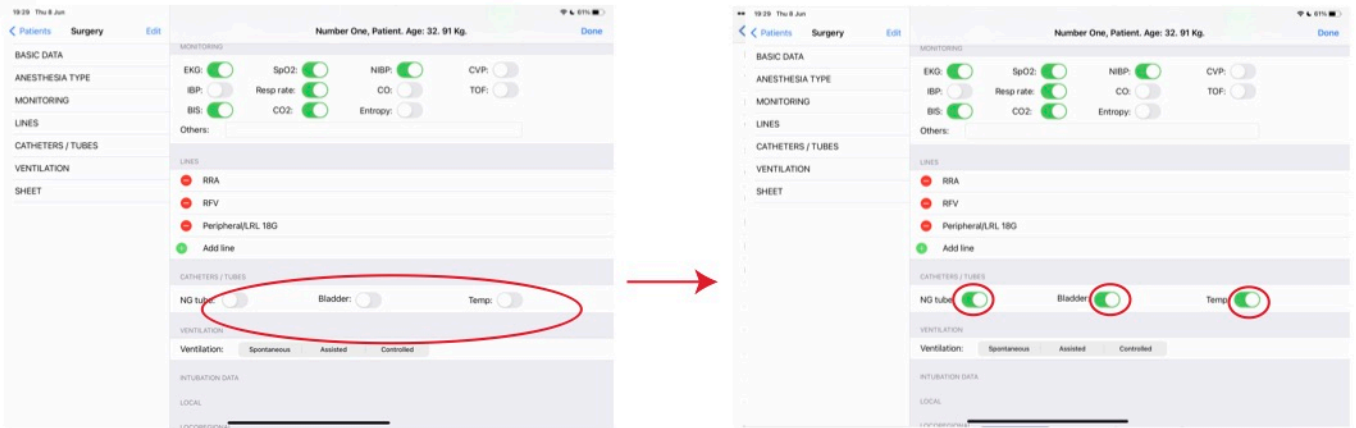 19:29 Thu 8 Jun 61%
Patients Surgery Edit Number One, Patient. Age: 32. 91 Kg. Done
BASIC DATA
ANESTHESIA TYPE
MONITORING
LINES
CATHETERS / TUBES
VENTILATION
SHEET
MONITORING
EKG: SpO2: NIBP: CVP:
IBP: Resp rate: CO: TOF:
BIS: CO2: Entropy:
Others:
LINES
RRA
RFV
Peripheral/LRL 18G
Add line
CATHETERS / TUBES
NG tube: Bladder: Temp:
VENTILATION
Ventilation: Spontaneous Assisted Controlled
INTUBATION DATA
LOCAL
LOCOREGIONAL
19:29 Thu 8 Jun 61%
Patients Surgery Edit Number One, Patient. Age: 32. 91 Kg. Done
BASIC DATA
ANESTHESIA TYPE
MONITORING
LINES
CATHETERS / TUBES
VENTILATION
SHEET
MONITORING
EKG: SpO2: NIBP: CVP:
IBP: Resp rate: CO: TOF:
BIS: CO2: Entropy:
Others:
LINES
RRA
RFV
Peripheral/LRL 18G
Add line
CATHETERS / TUBES
NG tube Bladder: Temp
VENTILATION
Ventilation: Spontaneous Assisted Controlled
INTUBATION DATA
LOCAL
LOCOREGIONAL